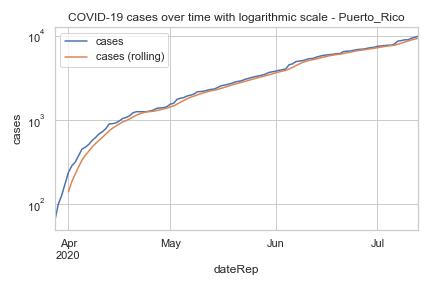 COVID-19 cases over time with logarithmic scale - Puerto_Rico
cases
cases (rolling)
10⁴
10³
10²
cases
Apr
2020
May
Jun
Jul
dateRep